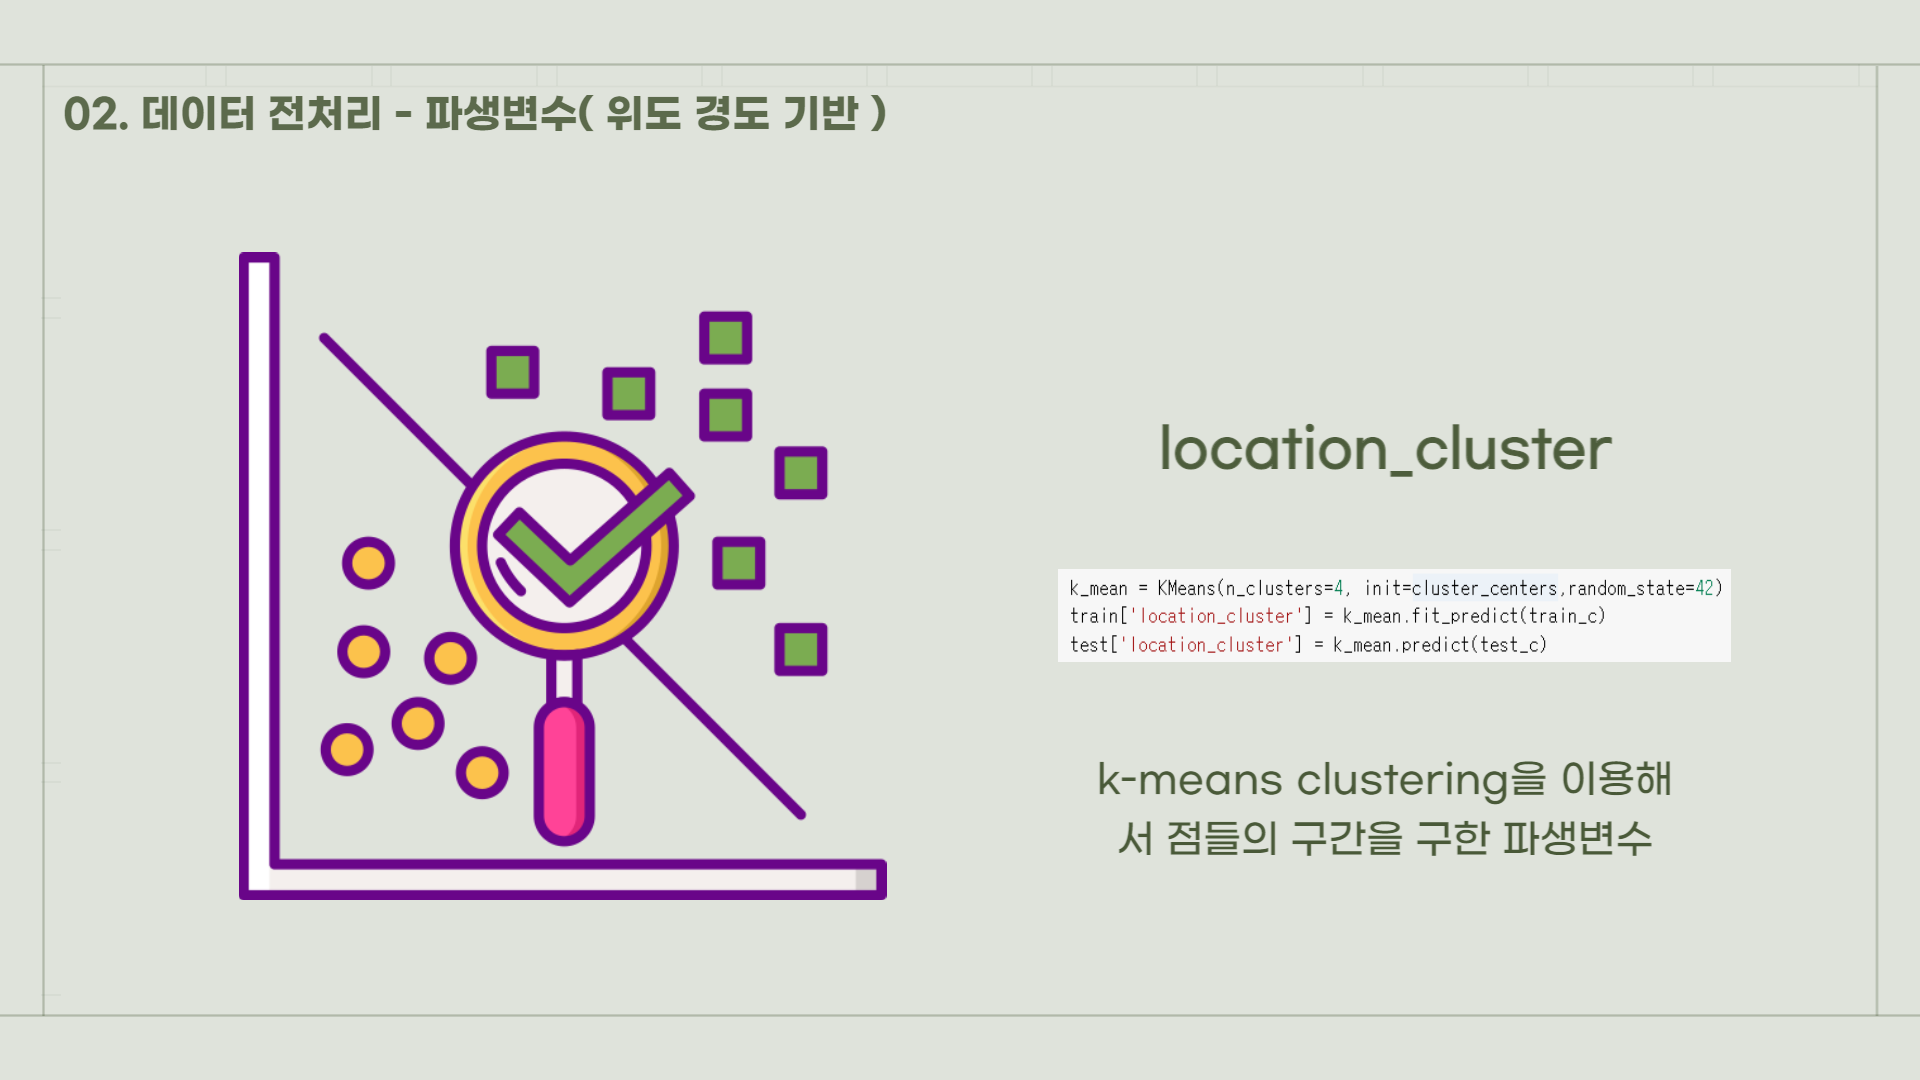 02. 데이터 전처리 - 파생변수( 위도 경도 기반 )
location_cluster
k_mean = KMeans(n_clusters=4, init=cluster_centers,random_state=42)
train['location_cluster'] = k_mean.fit_predict(train_c)
test['location_cluster'] = k_mean.predict(test_c)
k-means clustering을 이용해
서 점들의 구간을 구한 파생변수